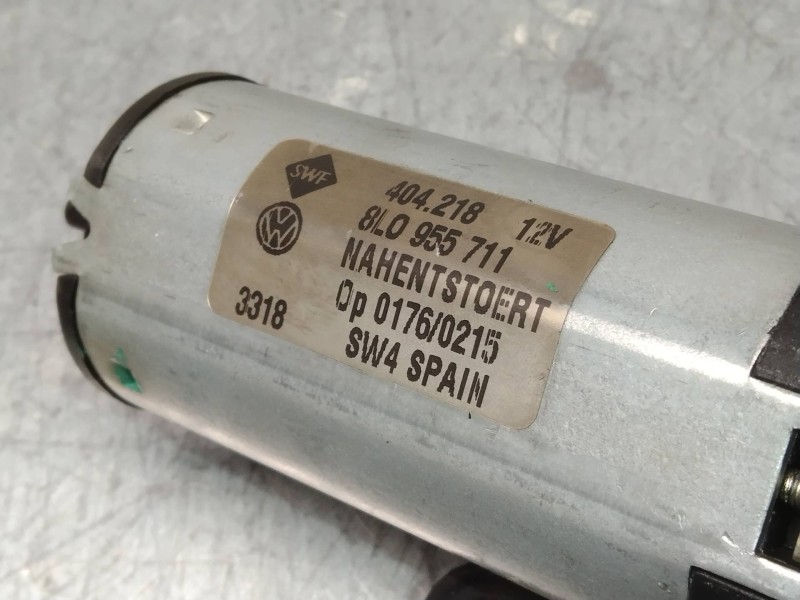 SWF
404.218 12V
8L0 955 711
NAHENTSTOERT
3318 Op 0176/0215
SW4 SPAIN